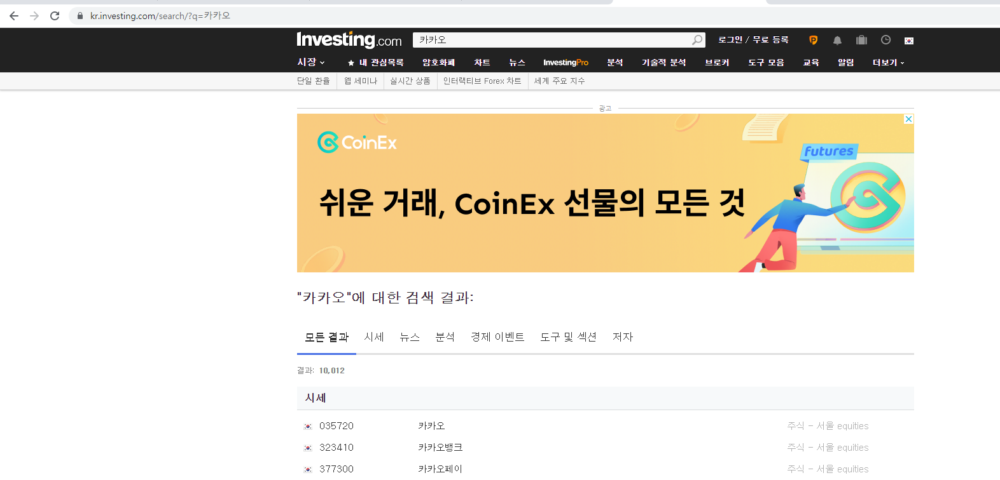 kr.investing.com/search/?q=카카오
Investing.com 카카오 로그인 / 무료 등록
시장 내 관심목록 암호화폐 차트 뉴스 InvestingPro 분석 기술적 분석 브로커 도구 모음 교육 알림 더보기
단일 환율 웹 세미나 실시간 상품 인터랙티브 Forex 차트 세계 주요 지수
광고
CoinEx
futures
쉬운 거래, CoinEx 선물의 모든 것
"카카오"에 대한 검색 결과:
모든 결과 시세 뉴스 분석 경제 이벤트 도구 및 섹션 저자
결과: 10,012
시세
035720 카카오 주식 - 서울 equities
323410 카카오뱅크 주식 - 서울 equities
377300 카카오페이 주식 - 서울 equities